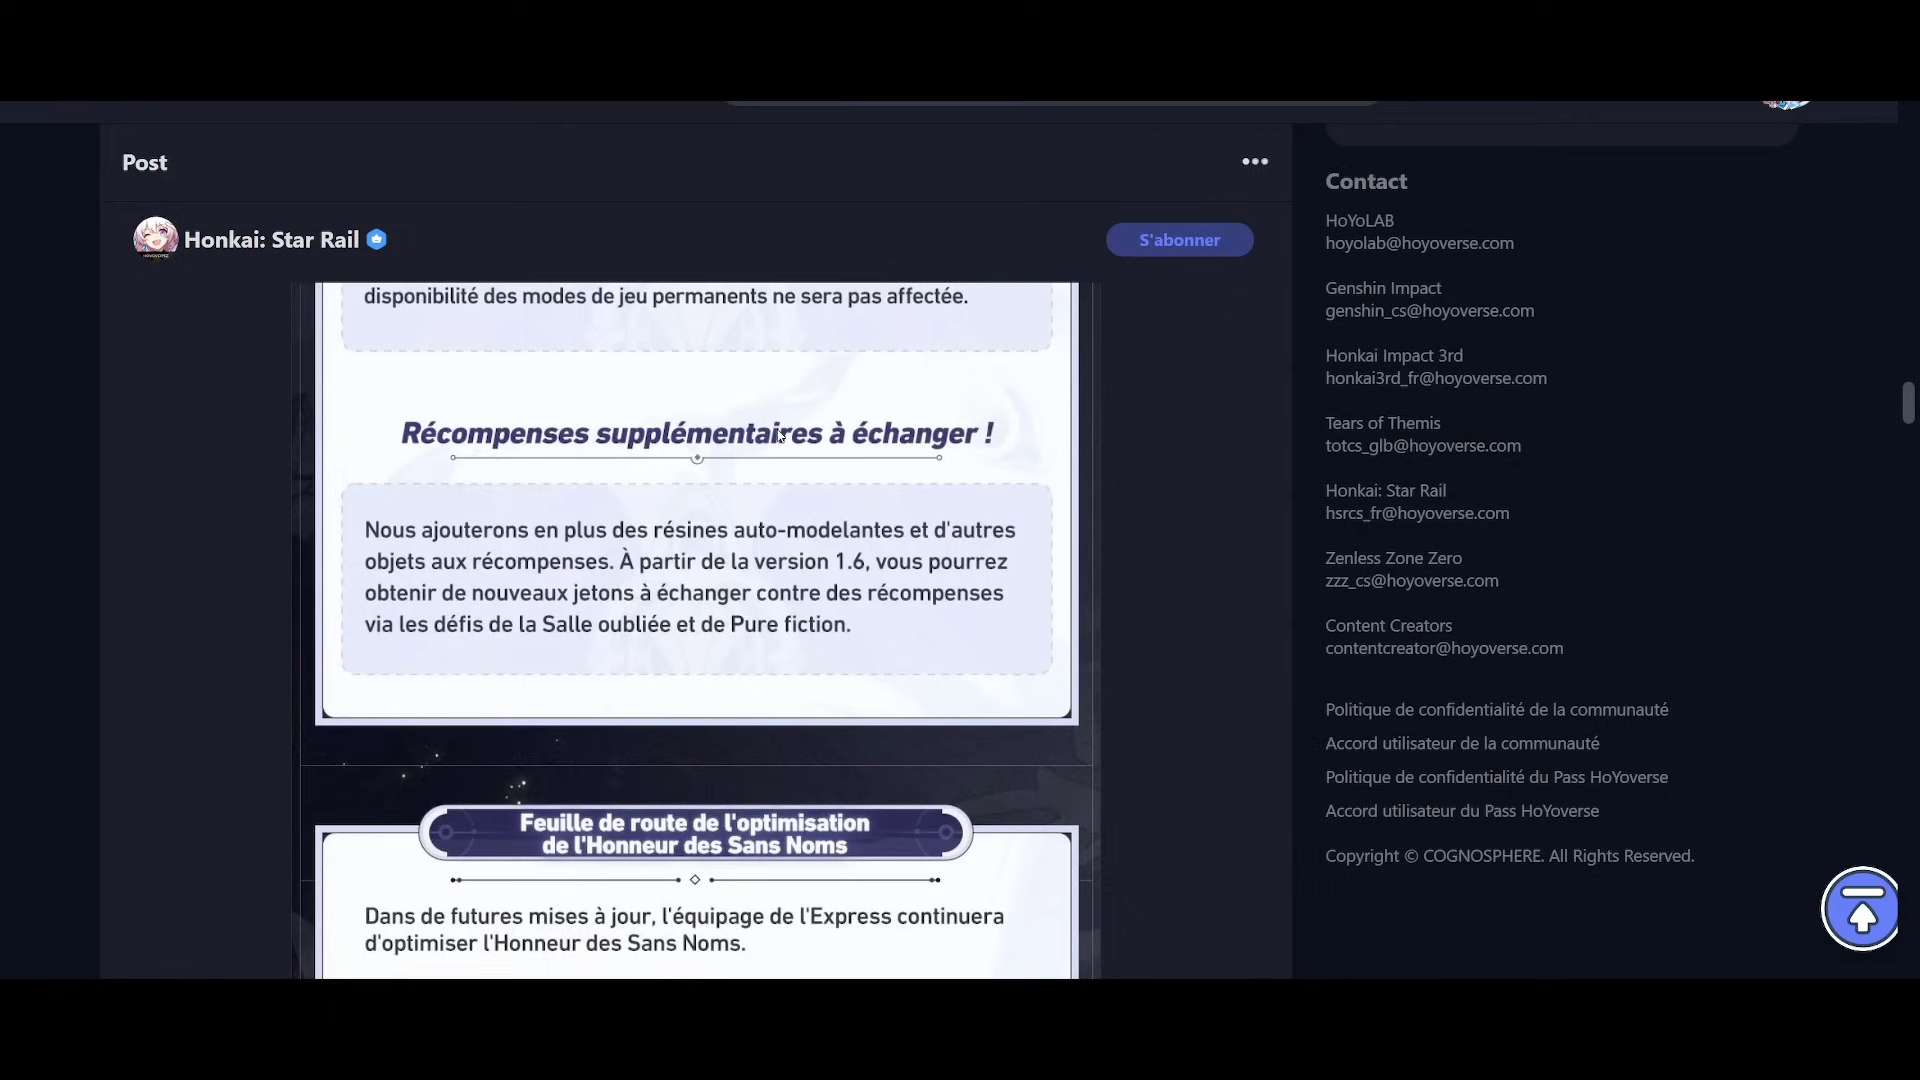 Post
Honkai: Star Rail
S'abonner
disponibilité des modes de jeu permanents ne sera pas affectée.
Récompenses supplémentaires à échanger !
Nous ajouterons en plus des résines auto-modelantes et d'autres
objets aux récompenses. À partir de la version 1.6, vous pourrez
obtenir de nouveaux jetons à échanger contre des récompenses
via les défis de la Salle oubliée et de Pure fiction.
Feuille de route de l'optimisation
de l'Honneur des Sans Noms
Dans de futures mises à jour, l'équipage de l'Express continuera
d'optimiser l'Honneur des Sans Noms.
Contact
HoYoLAB
hoyolab@hoyoverse.com
Genshin Impact
genshin_cs@hoyoverse.com
Honkai Impact 3rd
honkai3rd_fr@hoyoverse.com
Tears of Themis
totcs_glb@hoyoverse.com
Honkai: Star Rail
hsrcs_fr@hoyoverse.com
Zenless Zone Zero
zzz_cs@hoyoverse.com
Content Creators
contentcreator@hoyoverse.com
Politique de confidentialité de la communauté
Accord utilisateur de la communauté
Politique de confidentialité du Pass HoYoverse
Accord utilisateur du Pass HoYoverse
Copyright © COGNOSPHERE. All Rights Reserved.